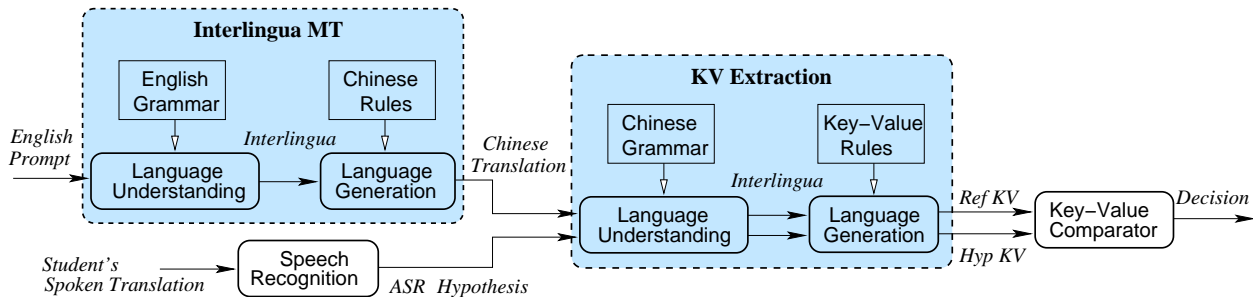 Interlingua MT
English
Grammar
Chinese
Rules
English
Prompt
Interlingua
Language
Understanding
Language
Generation
Chinese
Translation
KV Extraction
Chinese
Grammar
Key−Value
Rules
Interlingua
Language
Understanding
Language
Generation
Ref KV
Hyp KV
Key−Value
Comparator
Decision
Student's
Spoken Translation
Speech
Recognition
ASR Hypothesis